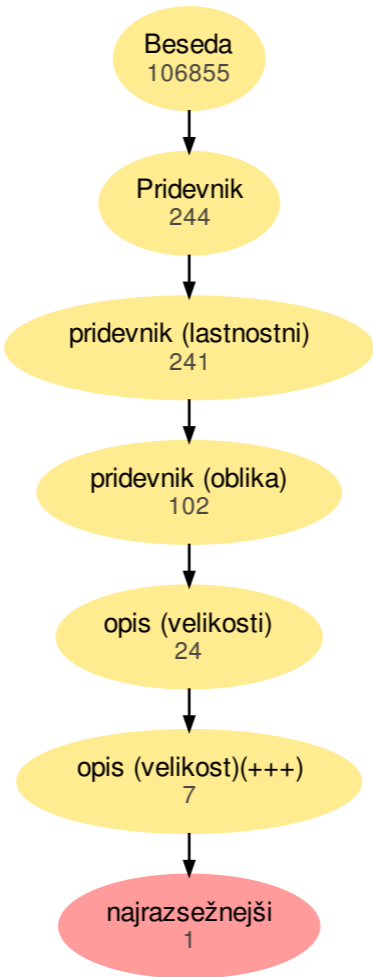 Beseda
106855
Pridevnik
244
pridevnik (lastnostni)
241
pridevnik (oblika)
102
opis (velikosti)
24
opis (velikost)(+++)
7
najrazsežnejši
1